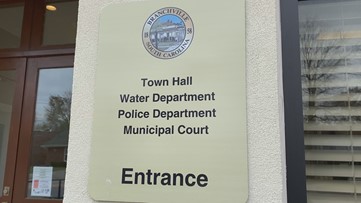 BRANCHVILLE
SOUTH CAROLINA
Town Hall
Water Department
Police Department
Municipal Court
Entrance